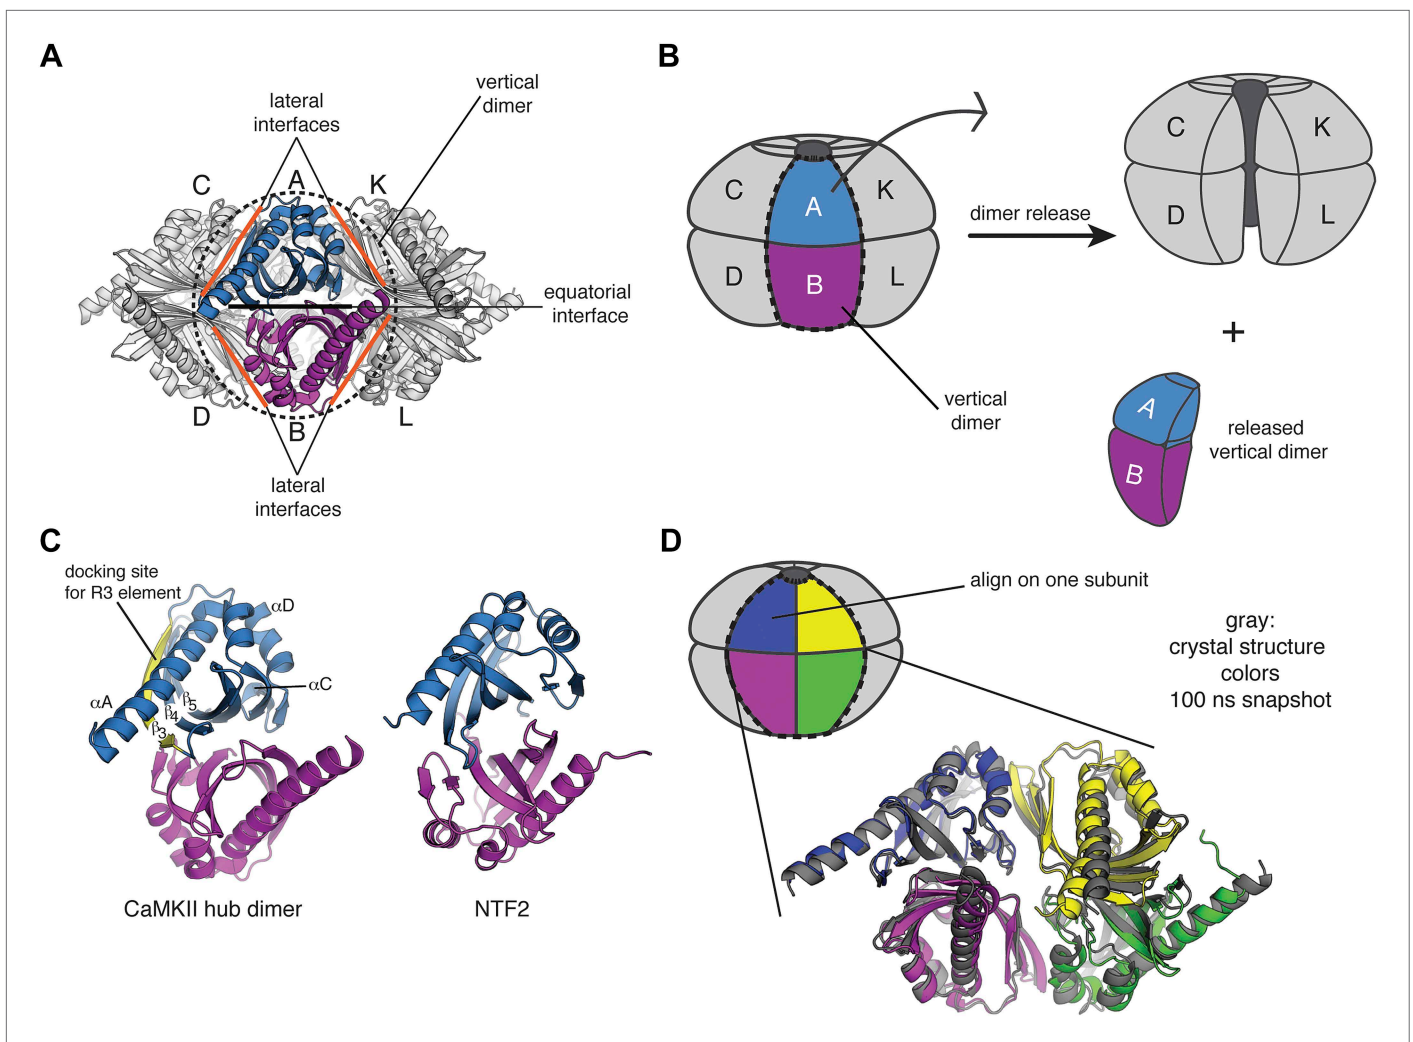 A
lateral
interfaces
vertical
dimer
C
A
K
equatorial
interface
D
B
L
lateral
interfaces
B
C
A
K
D
B
L
dimer release
vertical
dimer
C
K
D
L
+
A
B
released
vertical dimer
C
docking site
for R3 element
αD
αA
β5
β4
β3
αC
CaMKII hub dimer
NTF2
D
align on one subunit
gray:
crystal structure
colors
100 ns snapshot